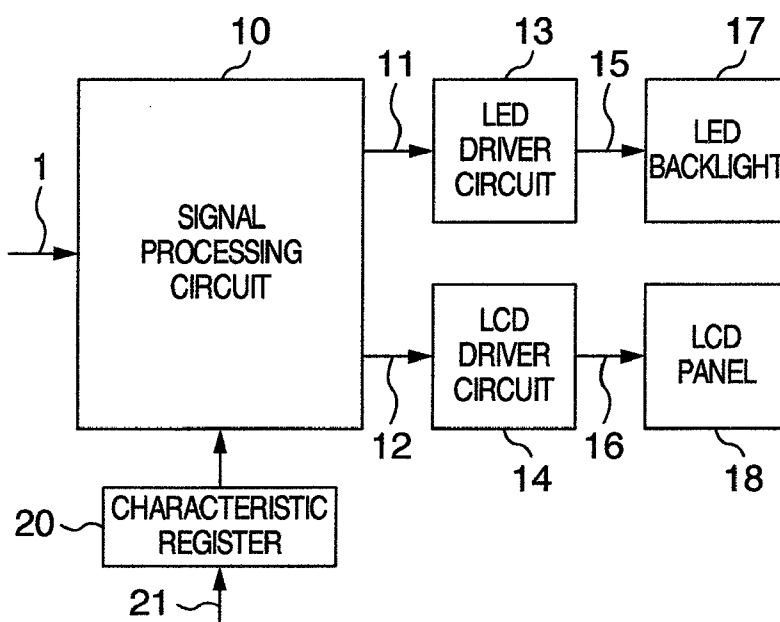 10
11
13
15
17
1
SIGNAL
PROCESSING
CIRCUIT
LED
DRIVER
CIRCUIT
LED
BACKLIGHT
LCD
DRIVER
CIRCUIT
LCD
PANEL
12
14
16
18
20
CHARACTERISTIC
REGISTER
21